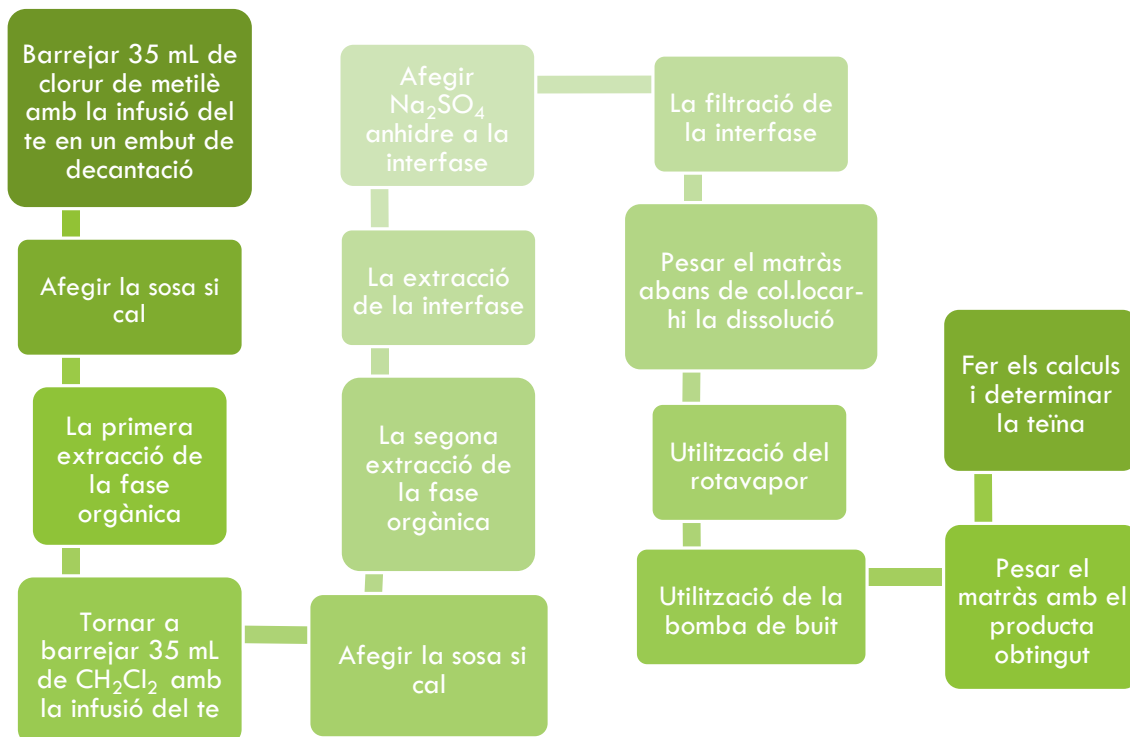 Barrejar 35 mL de
clorur de metilè
amb la infusió del
te en un embut de
decantació
Afegir la sosa si
cal
La primera
extracció de
la fase
orgànica
Tornar a
barrejar 35 mL
de CH₂Cl₂ amb
la infusió del te
Afegir la sosa si
cal
La segona
extracció de
la fase
orgànica
La extracció
de la interfase
Afegir
Na₂SO₄
anhidre a la
interfase
La filtració de
la interfase
Pesar el matràs
abans de col.locar-
hi la dissolució
Utilització del
rotavapor
Utilització de la
bomba de buit
Pesar el
matràs amb el
producta
obtingut
Fer els calculs
i determinar
la teïna